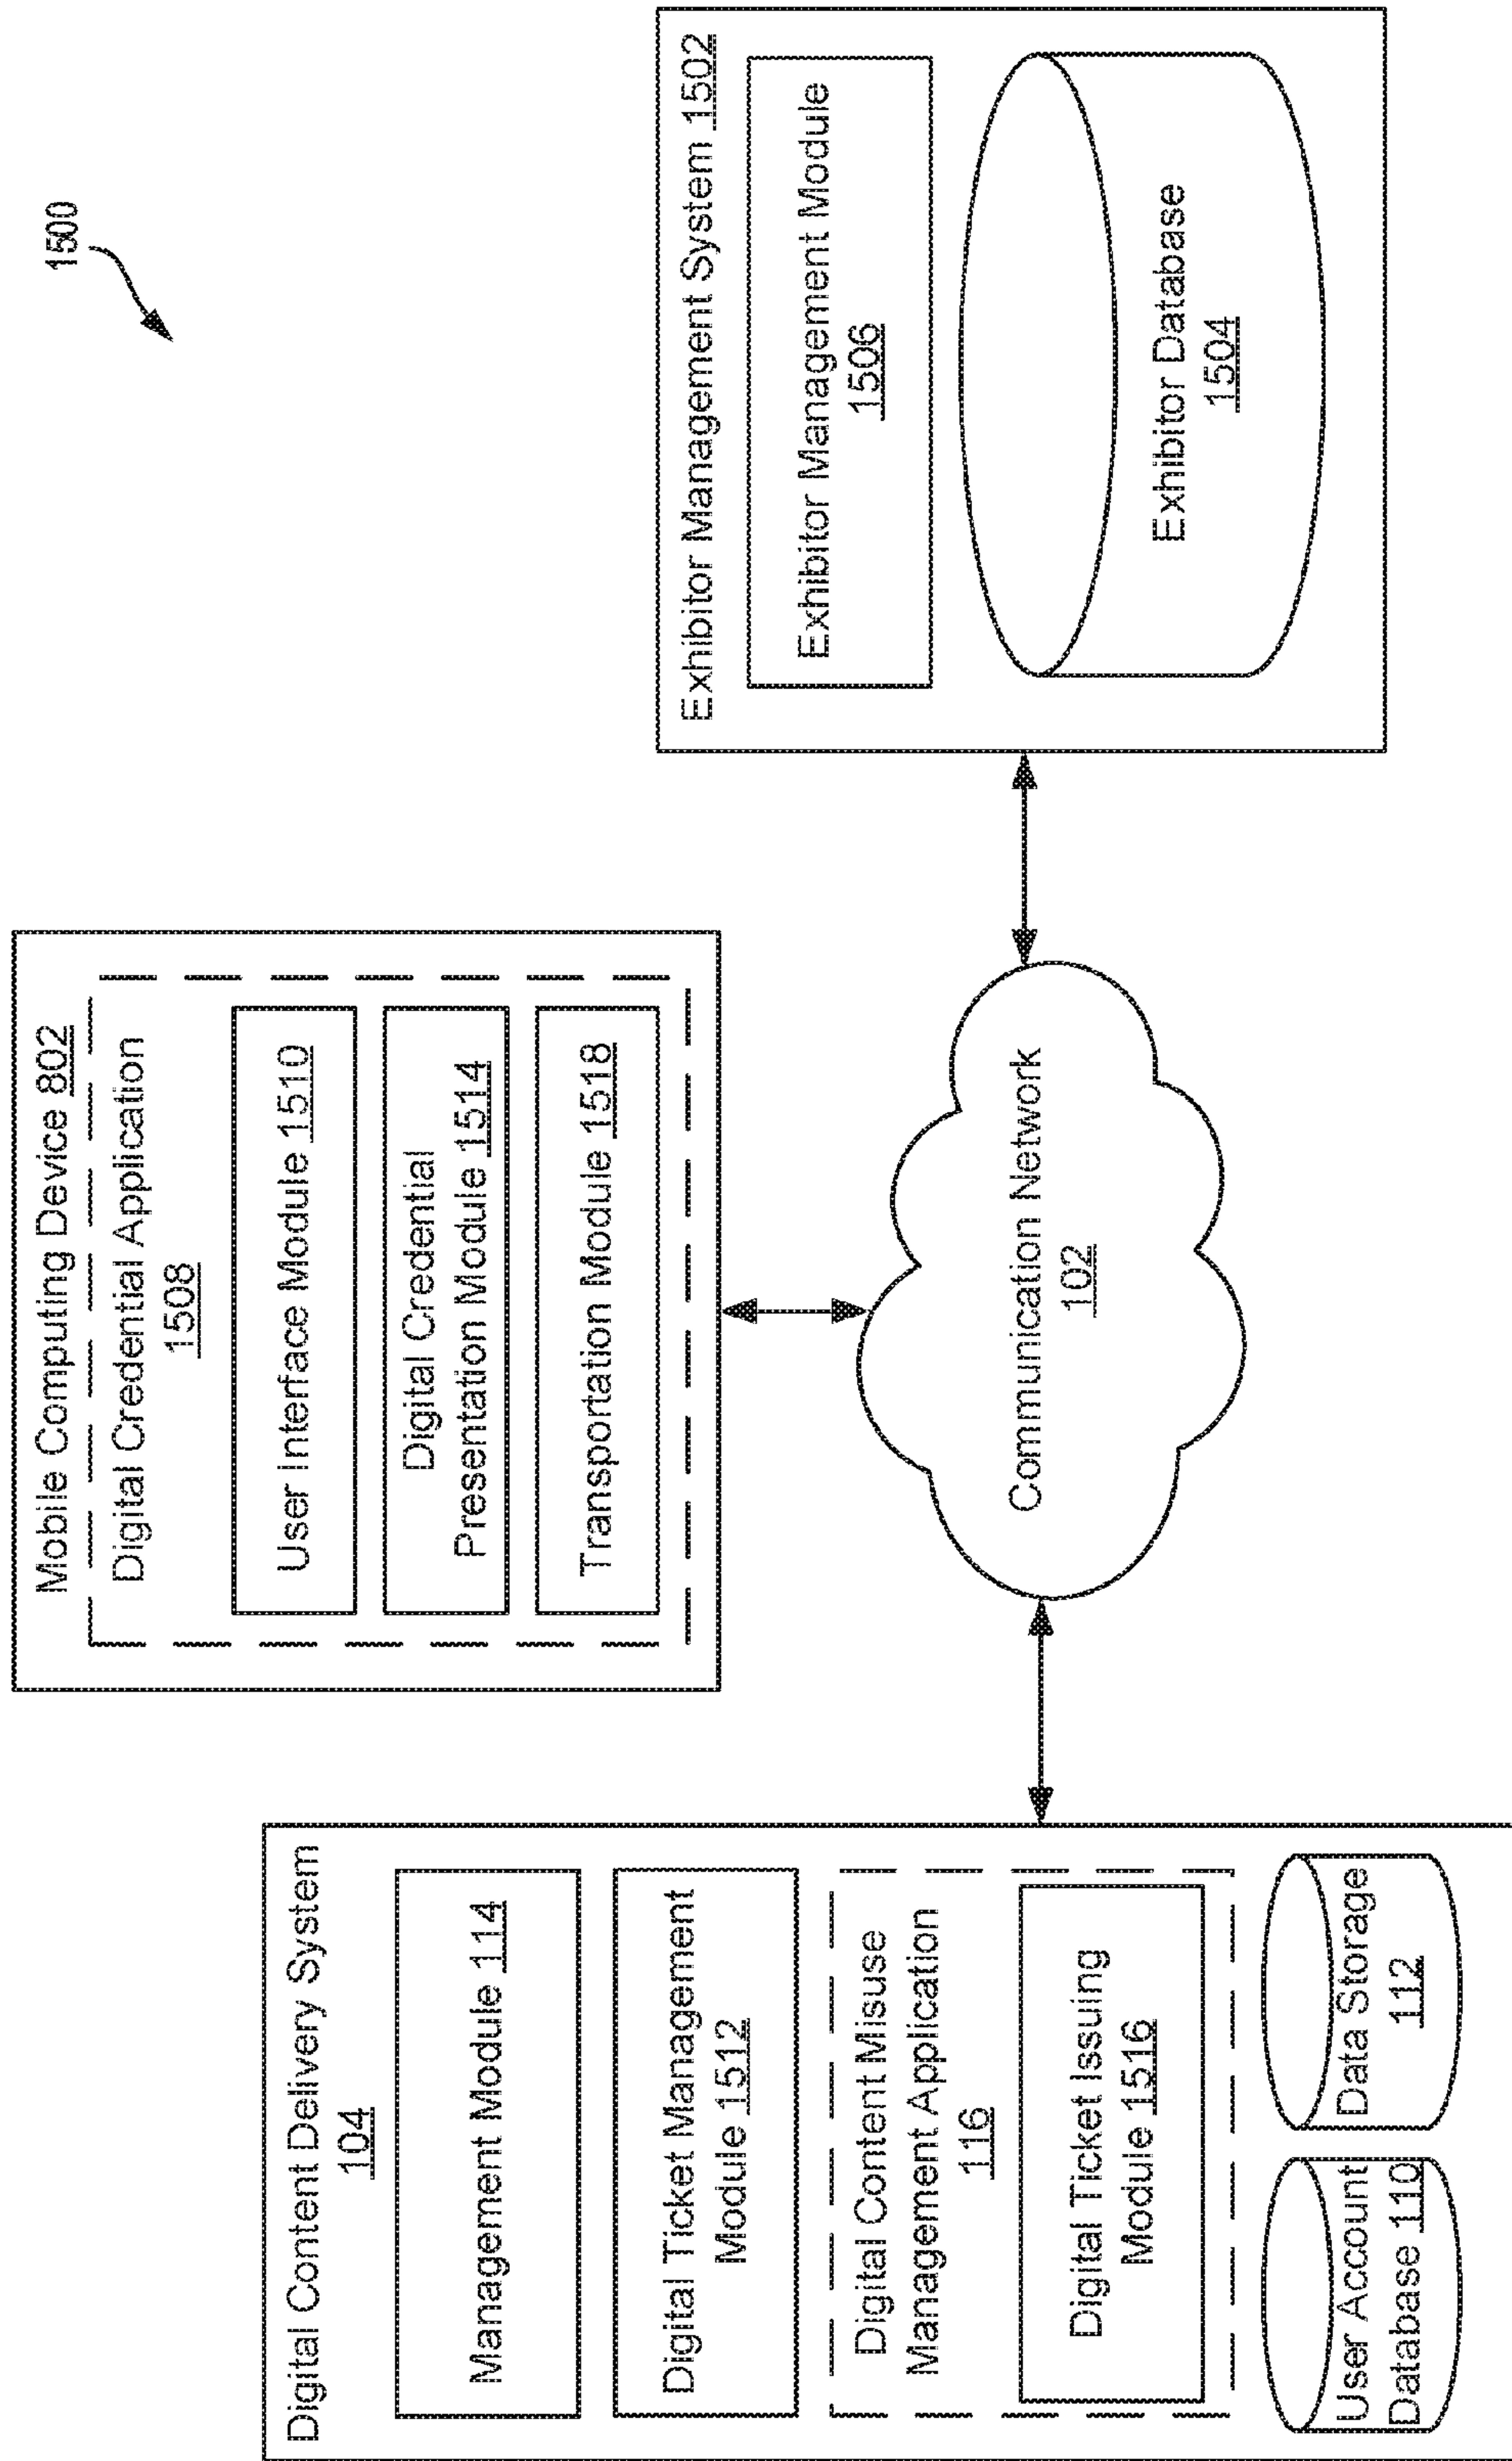 1500
Digital Content Delivery System
104
Management Module 114
Digital Ticket Management
Module 1512
Digital Content Misuse
Management Application
116
Digital Ticket Issuing
Module 1516
User Account
Database 110
Data Storage
112
Mobile Computing Device 802
Digital Credential Application
1508
User Interface Module 1510
Digital Credential
Presentation Module 1514
Transportation Module 1518
Communication Network
102
Exhibitor Management System 1502
Exhibitor Management Module
1506
Exhibitor Database
1504